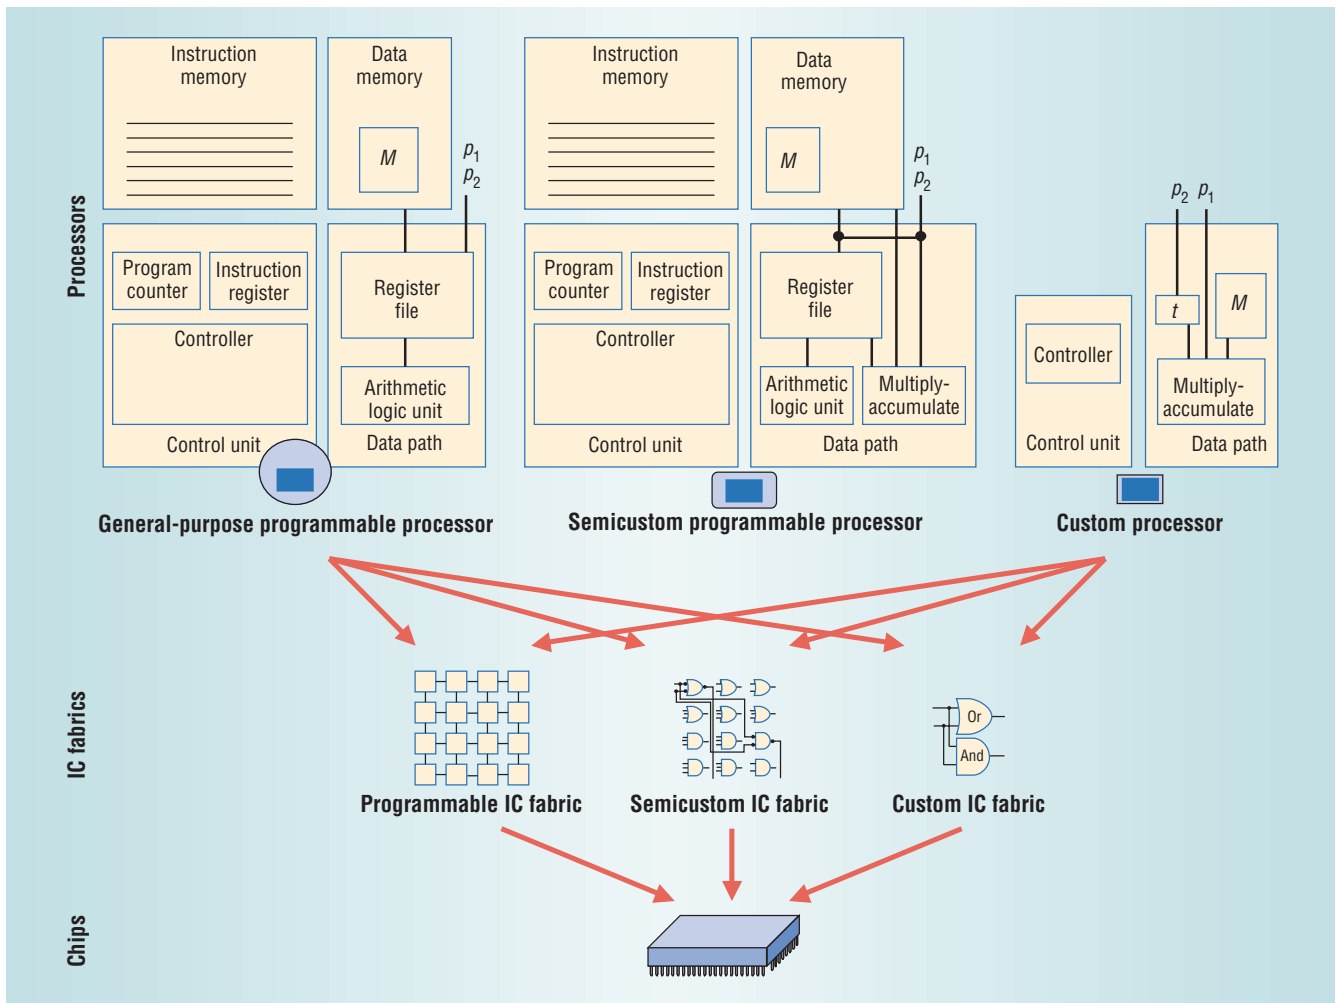 Processors
Instruction
memory
Data
memory
M
p1
p2
Program
counter
Instruction
register
Controller
Control unit
Register
file
Arithmetic
logic unit
Data path
General-purpose programmable processor
Instruction
memory
Data
memory
M
p1
p2
Program
counter
Instruction
register
Controller
Control unit
Register
file
Arithmetic
logic unit
Multiply-
accumulate
Data path
Semicustom programmable processor
Controller
Control unit
p2 p1
t
M
Multiply-
accumulate
Data path
Custom processor
IC fabrics
Programmable IC fabric
Semicustom IC fabric
Or
And
Custom IC fabric
Chips